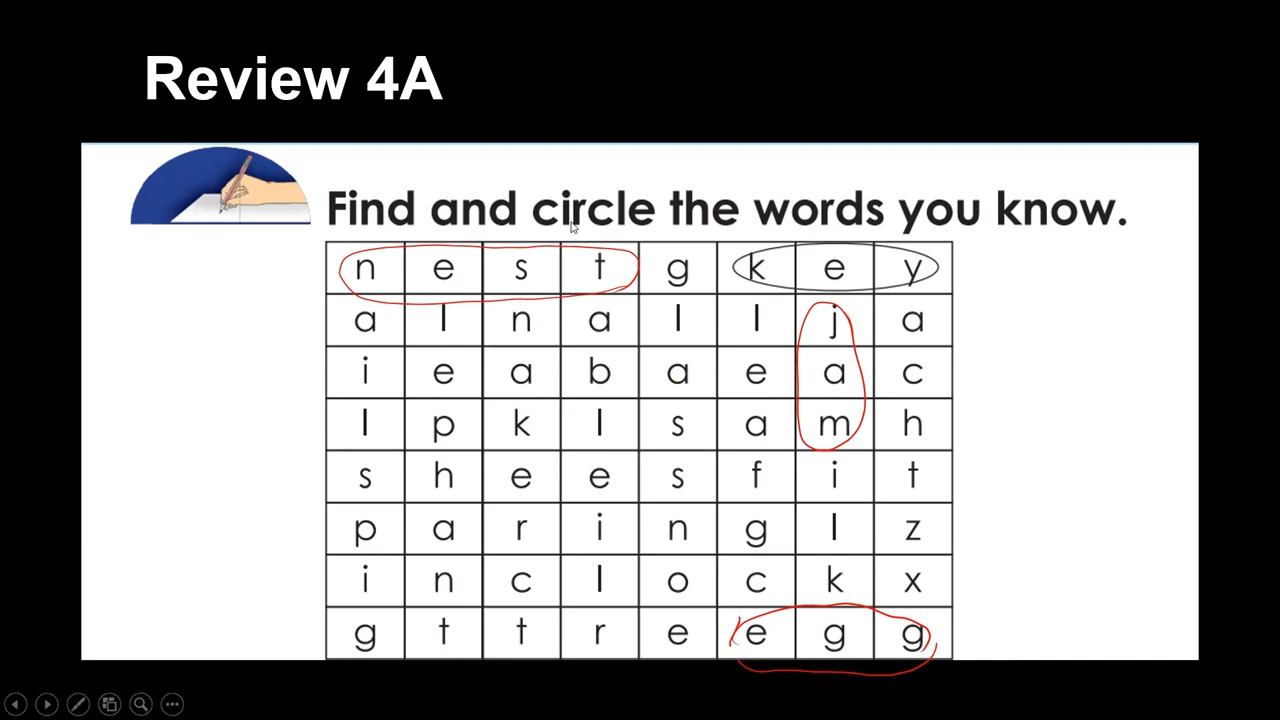 Review 4A
Find and circle the words you know.
n e s t g k e y
a l n a l l j a
i e a b a e a c
l p k l s a m h
s h e e s f i t
p a r i n g l z
i n c l o c k x
g t t r e e g g